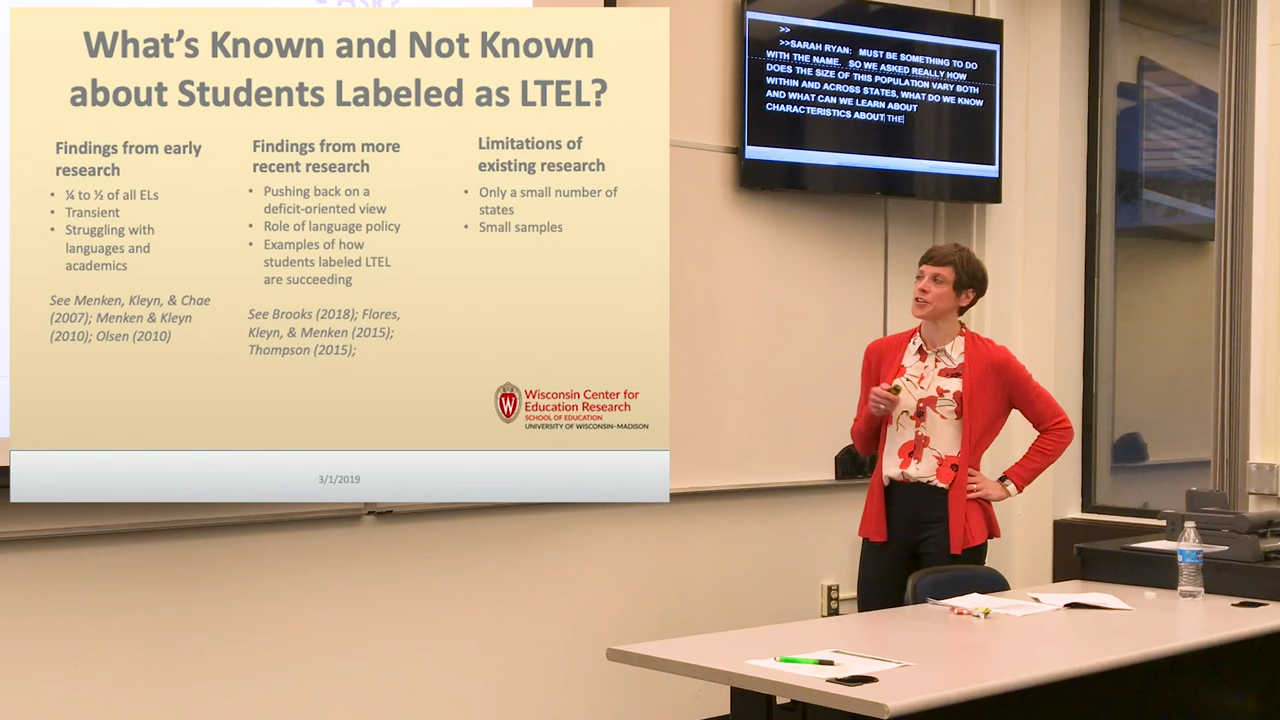 What's Known and Not Known
about Students Labeled as LTEL?
Findings from early
research
• ¼ to ½ of all ELs
• Transient
• Struggling with
languages and
academics
See Menken, Kleyn, & Chae
(2007); Menken & Kleyn
(2010); Olsen (2010)
Findings from more
recent research
• Pushing back on a
deficit-oriented view
• Role of language policy
• Examples of how
students labeled LTEL
are succeeding
See Brooks (2018); Flores,
Kleyn, & Menken (2015);
Thompson (2015);
Limitations of
existing research
• Only a small number of
states
• Small samples
W
Wisconsin Center for
Education Research
SCHOOL OF EDUCATION
UNIVERSITY OF WISCONSIN–MADISON
3/1/2019
>>
>>SARAH RYAN: MUST BE SOMETHING TO DO
WITH THE NAME. SO WE ASKED REALLY HOW
DOES THE SIZE OF THIS POPULATION VARY BOTH
WITHIN AND ACROSS STATES, WHAT DO WE KNOW
AND WHAT CAN WE LEARN ABOUT
CHARACTERISTICS ABOUT THE